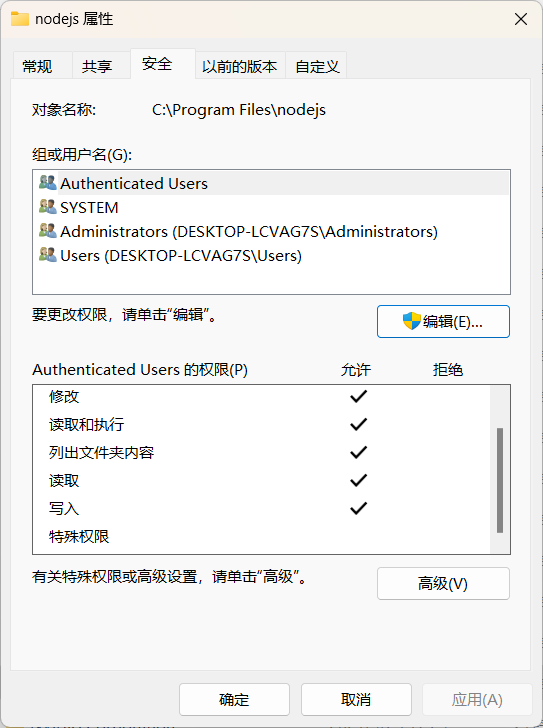 nodejs 属性
常规 共享 安全 以前的版本 自定义
对象名称: C:\Program Files\nodejs
组或用户名(G):
Authenticated Users
SYSTEM
Administrators (DESKTOP-LCVAG7S\Administrators)
Users (DESKTOP-LCVAG7S\Users)
要更改权限，请单击“编辑”。
编辑(E)...
Authenticated Users 的权限(P) 允许 拒绝
修改
读取和执行
列出文件夹内容
读取
写入
特殊权限
有关特殊权限或高级设置，请单击“高级”。
高级(V)
确定 取消 应用(A)